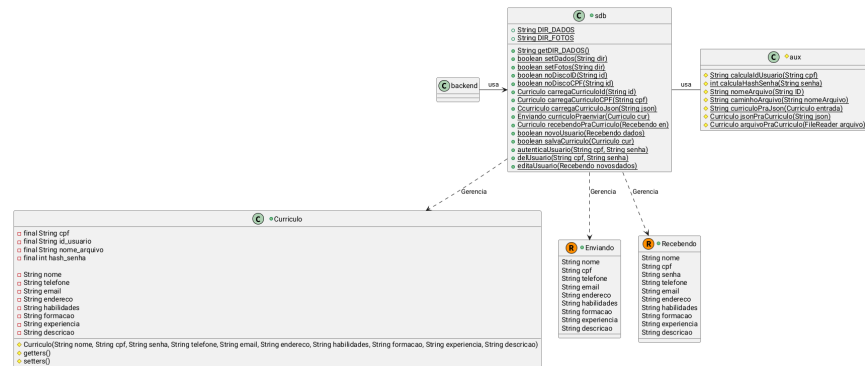 C sdb
String DIR_DADOS
String DIR_FOTOS
String getDIR_DADOS()
boolean setDados(String dir)
boolean setFotos(String dir)
boolean noDiscoID(String id)
boolean noDiscoCPF(String id)
Curriculo carregaCurriculoId(String id)
Curriculo carregaCurriculoCPF(String cpf)
Ccurriculo carregaCurriculoJson(String json)
Enviando curriculoPraenviar(Curriculo cur)
Curriculo recebendoPraCurriculo(Recebendo en)
boolean novoUsuario(Recebendo dados)
boolean salvaCurriculo(Curriculo cur)
autenticaUsuario(String cpf, String senha)
delUsuario(String cpf, String senha)
editaUsuario(Recebendo novosdados)
C backend
usa
usa
C aux
String calculaIdUsuario(String cpf)
int calculaHashSenha(String senha)
String nomeArquivo(String ID)
String caminhoArquivo(String nomeArquivo)
String curriculoPraJson(Curriculo entrada)
Curriculo jsonPraCurriculo(String json)
Curriculo arquivoPraCurriculo(FileReader arquivo)
Gerencia
Gerencia
Gerencia
C Curriculo
final String cpf
final String id_usuario
final String nome_arquivo
final int hash_senha
String nome
String telefone
String email
String endereco
String habilidades
String formacao
String experiencia
String descricao
Curriculo(String nome, String cpf, String senha, String telefone, String email, String endereco, String habilidades, String formacao, String experiencia, String descricao)
getters()
setters()
R Enviando
String nome
String cpf
String telefone
String email
String endereco
String habilidades
String formacao
String experiencia
String descricao
R Recebendo
String nome
String cpf
String senha
String telefone
String email
String endereco
String habilidades
String formacao
String experiencia
String descricao